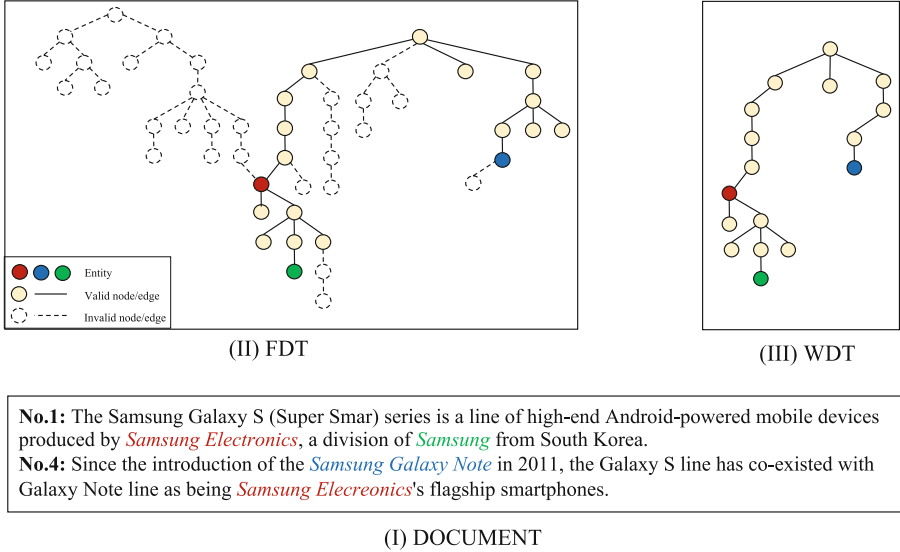 Entity
Valid node/edge
Invalid node/edge
(II) FDT
(III) WDT
No.1: The Samsung Galaxy S (Super Smar) series is a line of high-end Android-powered mobile devices
produced by Samsung Electronics, a division of Samsung from South Korea.
No.4: Since the introduction of the Samsung Galaxy Note in 2011, the Galaxy S line has co-existed with
Galaxy Note line as being Samsung Elecreonics's flagship smartphones.
(I) DOCUMENT